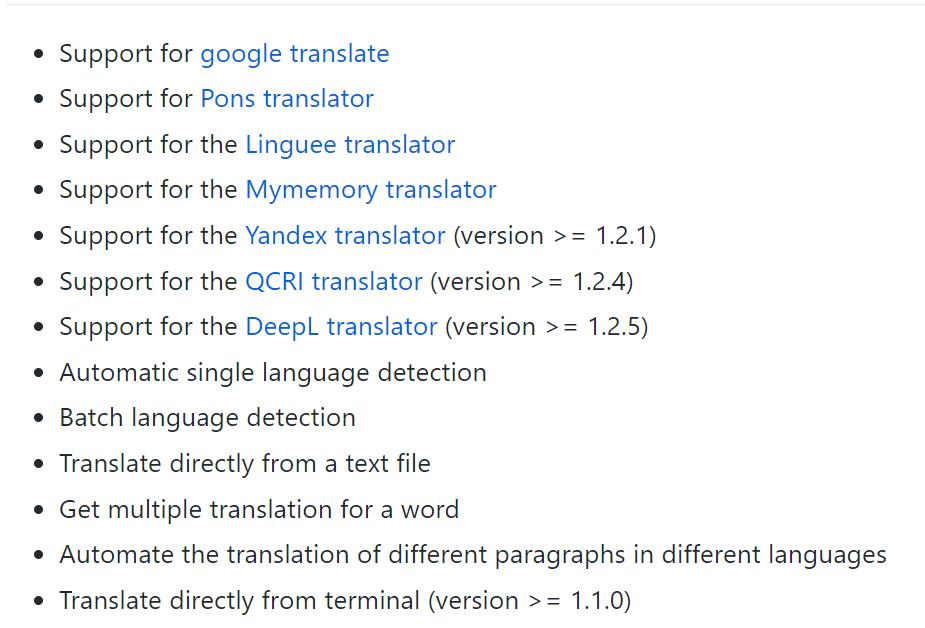 Support for google translate
Support for Pons translator
Support for the Linguee translator
Support for the Mymemory translator
Support for the Yandex translator (version >= 1.2.1)
Support for the QCRI translator (version >= 1.2.4)
Support for the DeepL translator (version >= 1.2.5)
Automatic single language detection
Batch language detection
Translate directly from a text file
Get multiple translation for a word
Automate the translation of different paragraphs in different languages
Translate directly from terminal (version >= 1.1.0)